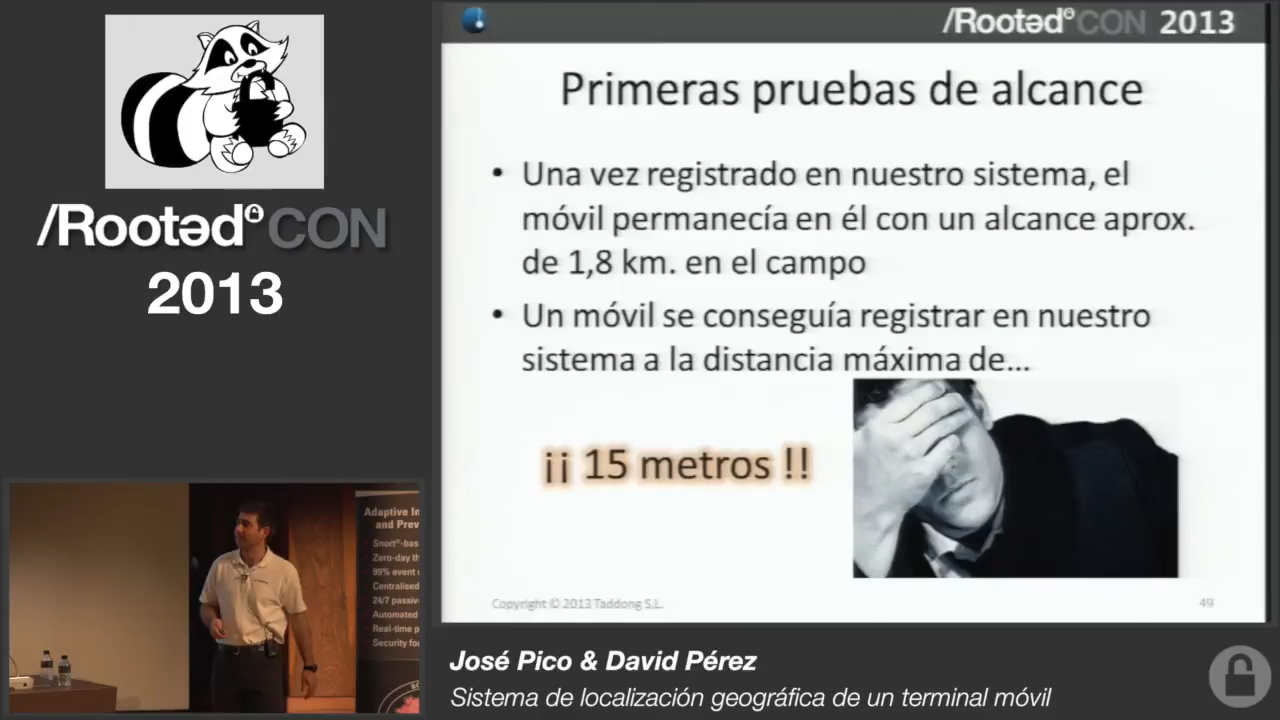 /RootedCON
2013
/RootedCON 2013
Primeras pruebas de alcance
• Una vez registrado en nuestro sistema, el
móvil permanecía en él con un alcance aprox.
de 1,8 km. en el campo
• Un móvil se conseguía registrar en nuestro
sistema a la distancia máxima de...
¡¡ 15 metros !!
Copyright © 2013 Taddong S.L.
49
Adaptive In
and Prev
Snort®-bas
Zero-day th
99% event
Centralised
24/7 passiv
Automated
Real-time p
Security fo
José Pico & David Pérez
Sistema de localización geográfica de un terminal móvil